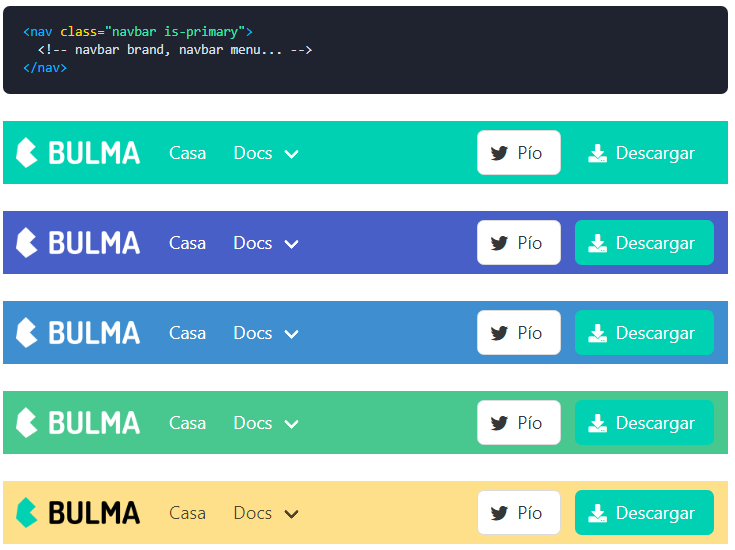 <nav class="navbar is-primary">
<!-- navbar brand, navbar menu... -->
</nav>
BULMA Casa Docs Pío Descargar
BULMA Casa Docs Pío Descargar
BULMA Casa Docs Pío Descargar
BULMA Casa Docs Pío Descargar
BULMA Casa Docs Pío Descargar